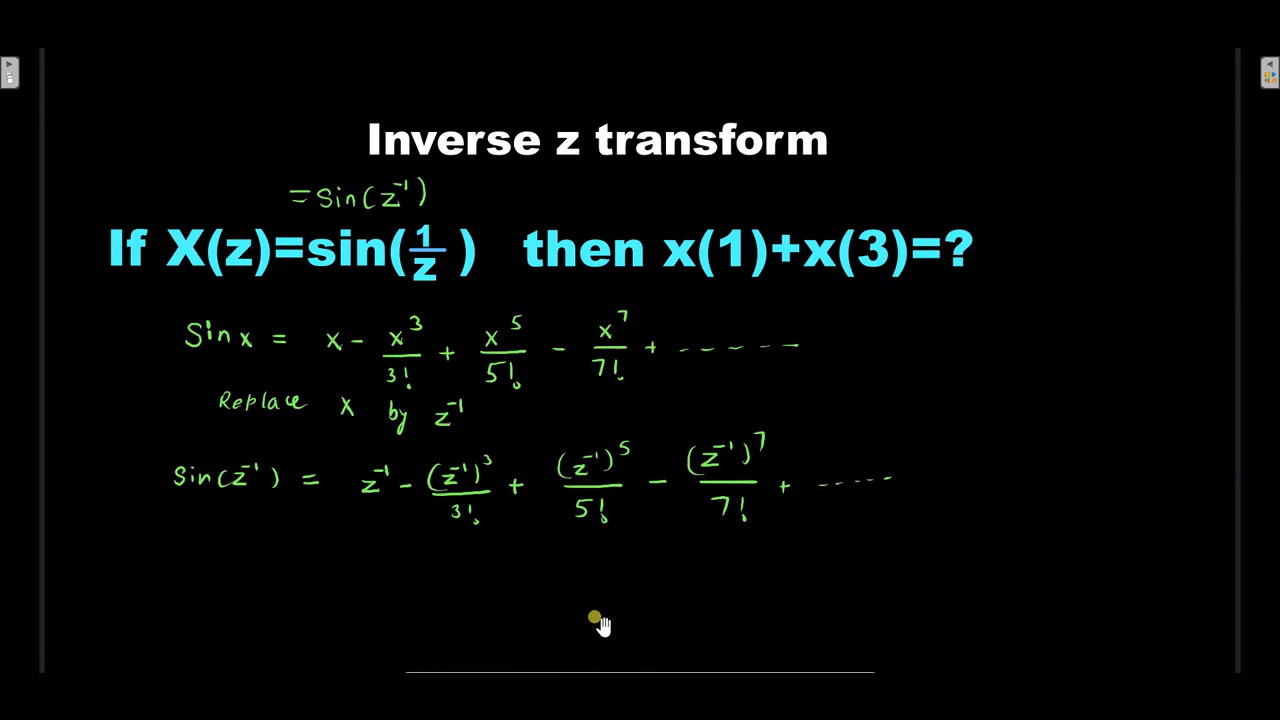 Inverse z transform
= Sin(z⁻¹)
If X(z)=sin(1/z) then x(1)+x(3)=?
Sin x = x - x³/3! + x⁵/5! - x⁷/7! + -------
Replace x by z⁻¹
Sin(z⁻¹) = z⁻¹ - (z⁻¹)³/3! + (z⁻¹)⁵/5! - (z⁻¹)⁷/7! + -----